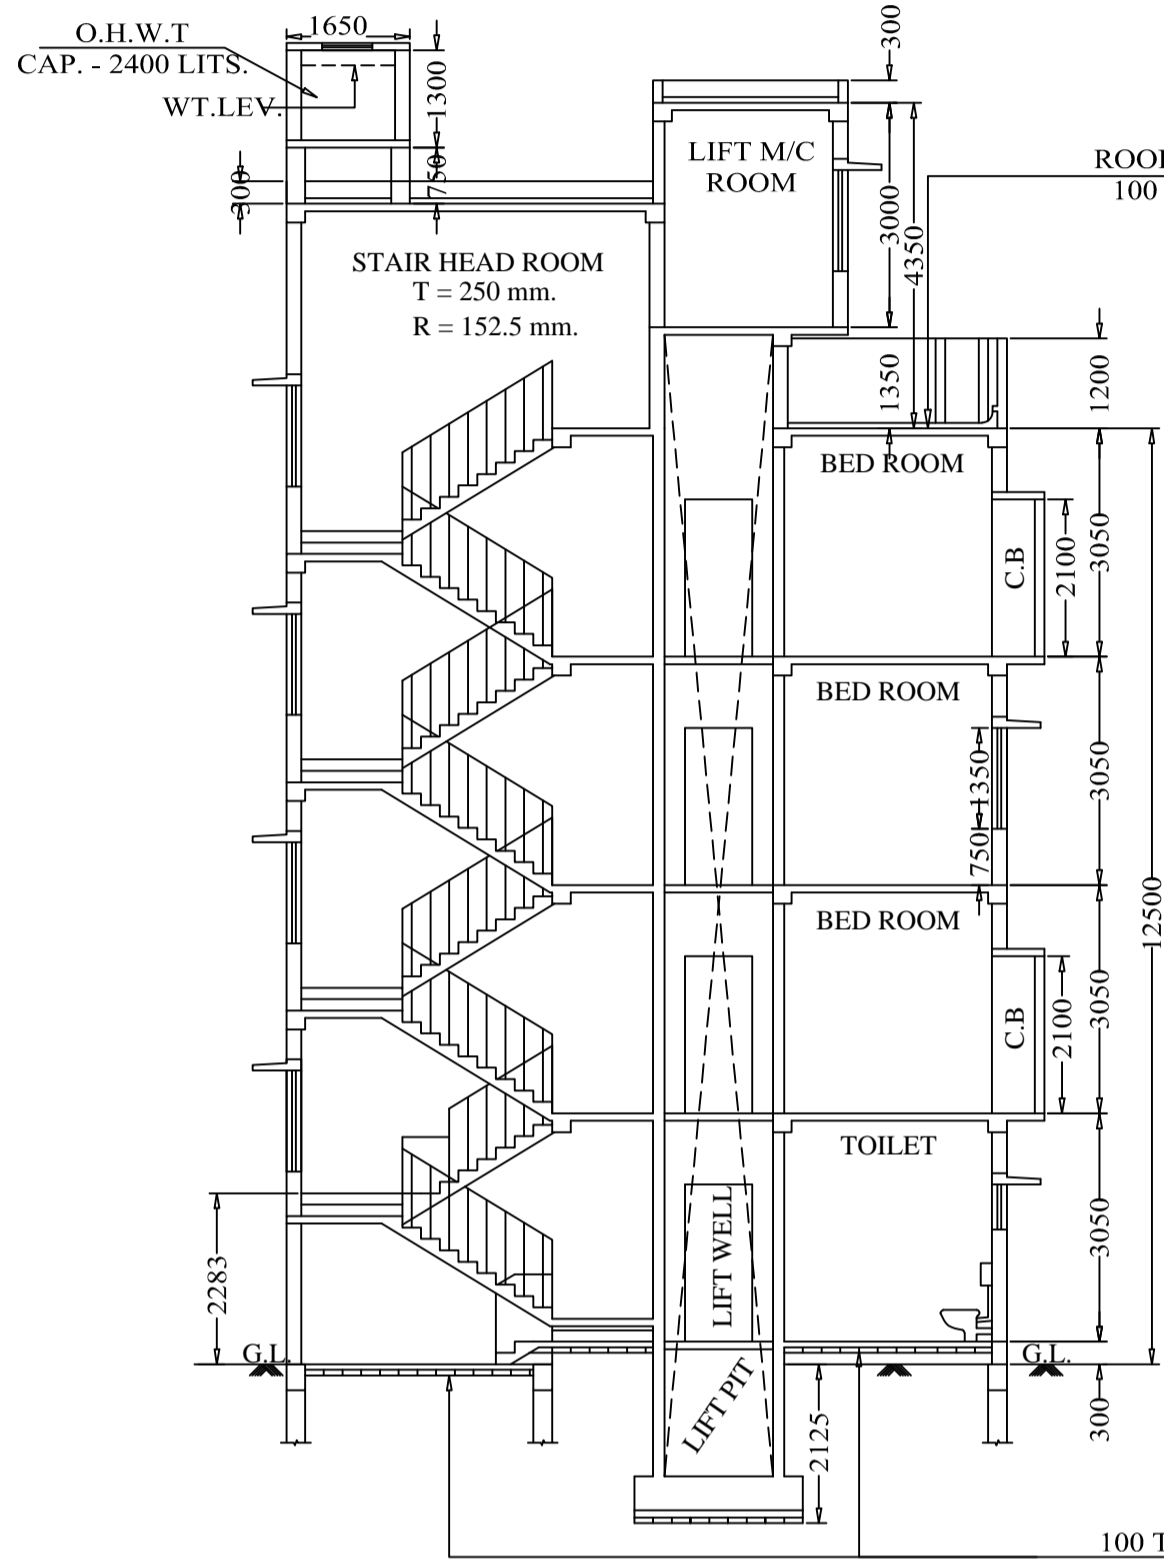 O.H.W.T
CAP. - 2400 LITS.
WT.LEV.
1650
1300
750
300
300
LIFT M/C
ROOM
3000
4350
1350
1200
100
STAIR HEAD ROOM
T = 250 mm.
R = 152.5 mm.
BED ROOM
C.B
2100
3050
BED ROOM
1350
750
3050
12500
BED ROOM
C.B
2100
3050
TOILET
LIFT WELL
3050
2283
G.L.
G.L.
LIFT PIT
2125
300
100